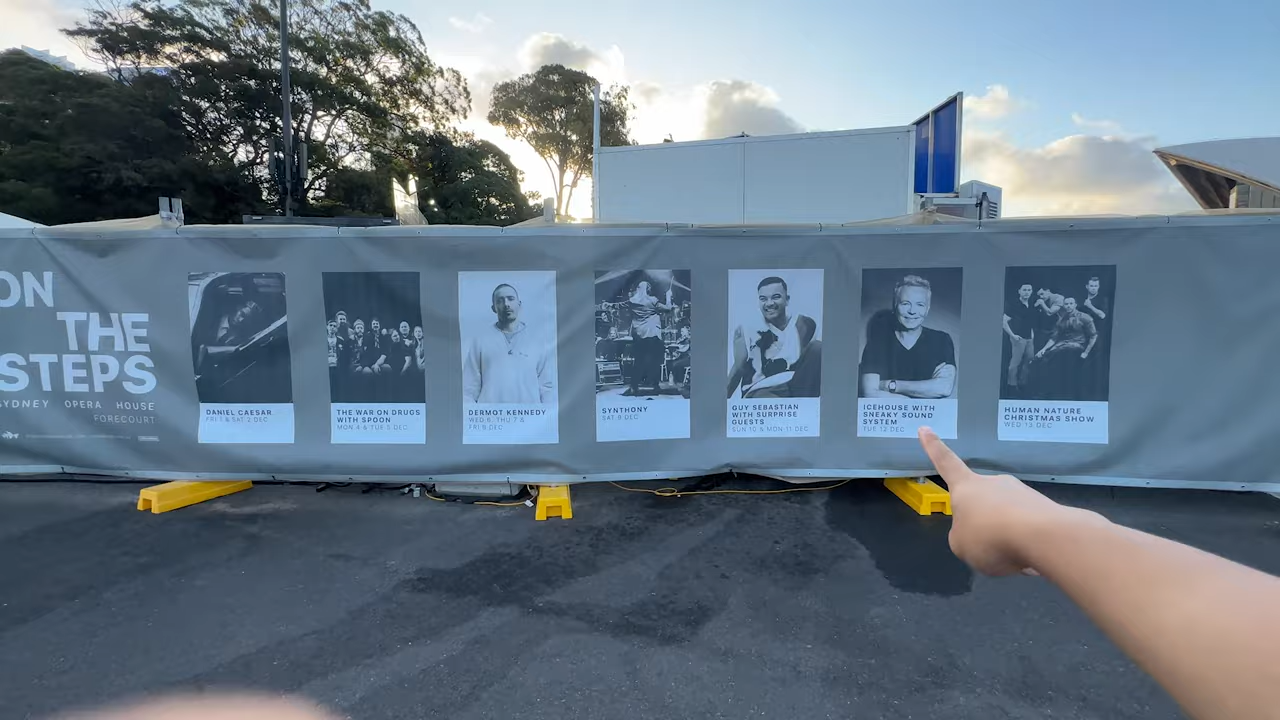 ON
THE
STEPS
SYDNEY OPERA HOUSE
FORECOURT
DANIEL CAESAR
FRI 1 & SAT 2 DEC
THE WAR ON DRUGS
WITH SPOON
MON 4 & TUE 5 DEC
DERMOT KENNEDY
WED 6, THU 7 &
FRI 8 DEC
SYNTHONY
SAT 9 DEC
GUY SEBASTIAN
WITH SURPRISE
GUESTS
SUN 10 & MON 11 DEC
ICEHOUSE WITH
SNEAKY SOUND
SYSTEM
TUE 12 DEC
HUMAN NATURE
CHRISTMAS SHOW
WED 13 DEC